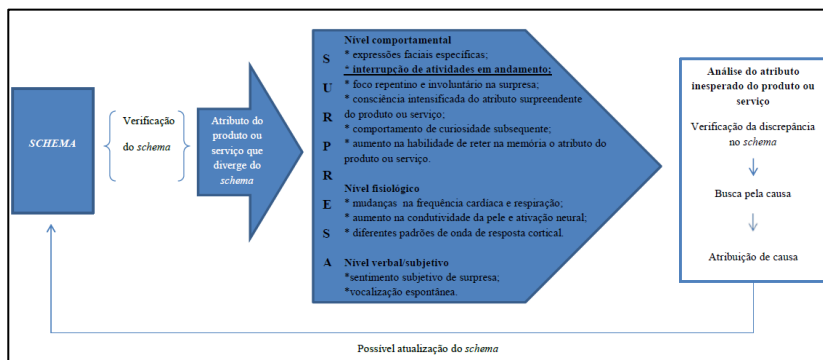 SCHEMA
Verificação
do schema
Atributo do
produto ou
serviço que
diverge do
schema
S
U
R
P
R
E
S
A
Nível comportamental
* expressões faciais específicas;
* interrupção de atividades em andamento;
* foco repentino e involuntário na surpresa;
* consciência intensificada do atributo surpreendente
do produto ou serviço;
* comportamento de curiosidade subsequente;
* aumento na habilidade de reter na memória o atributo do
produto ou serviço.
Nível fisiológico
* mudanças na frequência cardíaca e respiração;
* aumento na condutividade da pele e ativação neural;
* diferentes padrões de onda de resposta cortical.
Nível verbal/subjetivo
*sentimento subjetivo de surpresa;
*vocalização espontânea.
Análise do atributo
inesperado do produto ou
serviço
Verificação da discrepância
no schema
Busca pela causa
Atribuição de causa
Possível atualização do schema